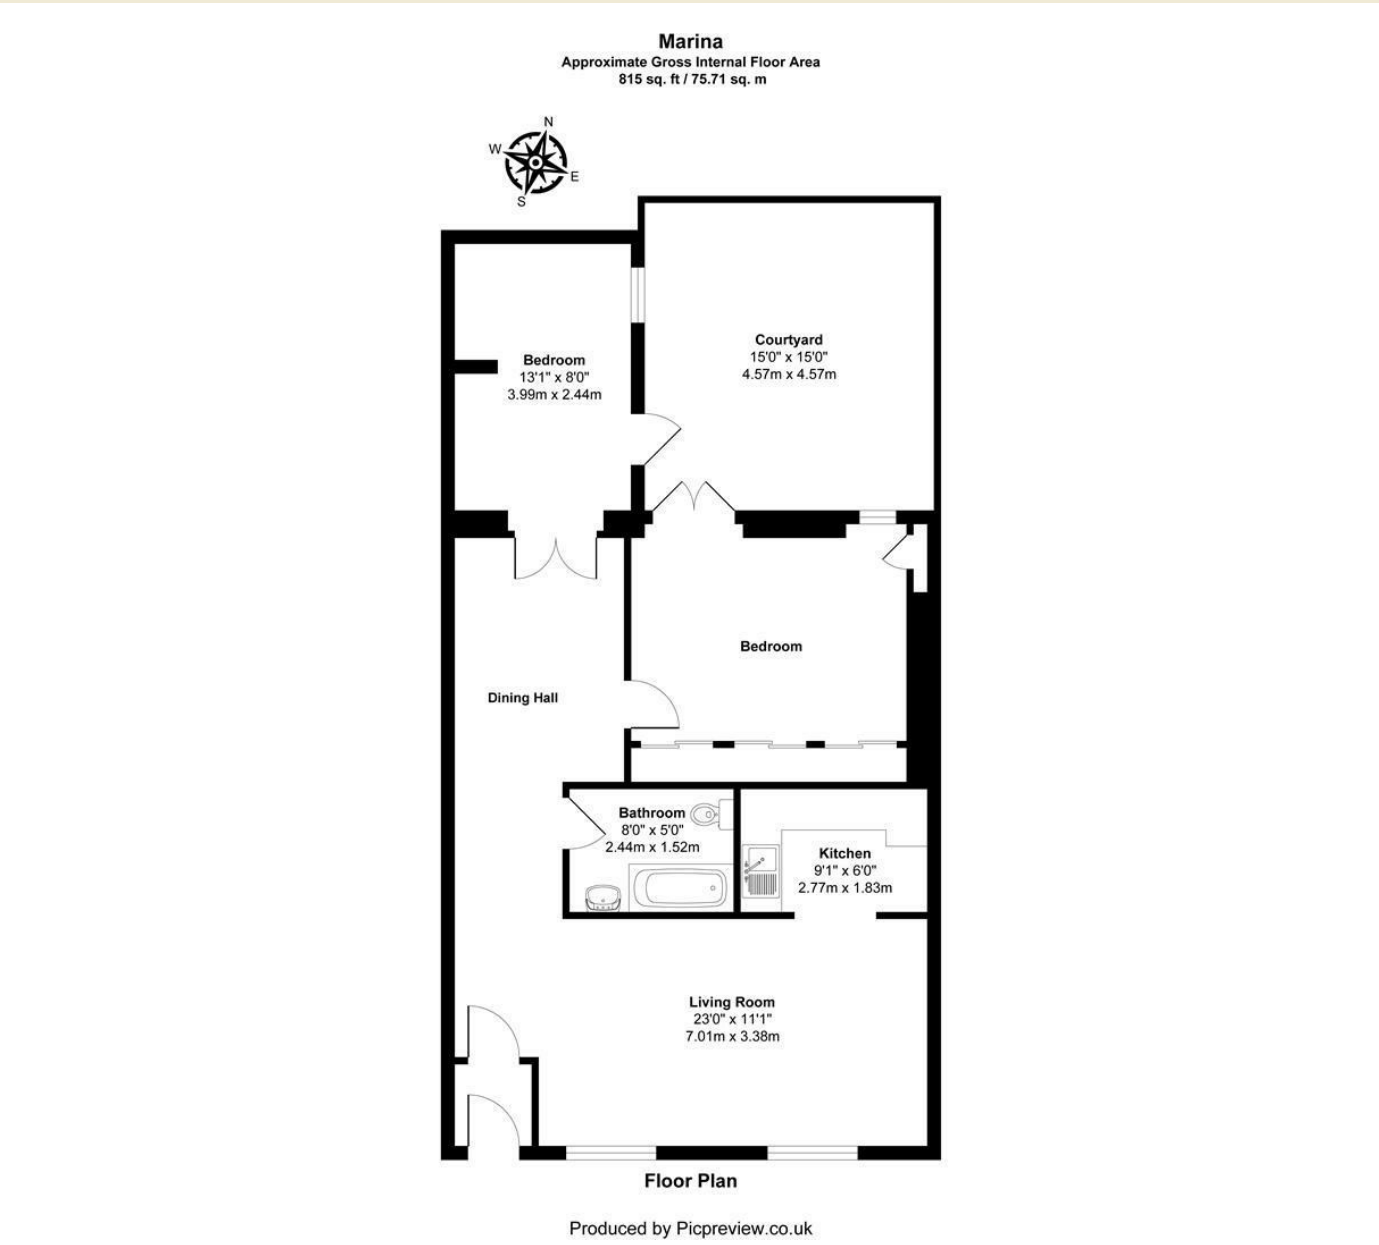 Marina
Approximate Gross Internal Floor Area
815 sq. ft / 75.71 sq. m
N
W
E
S
Courtyard
15'0" x 15'0"
4.57m x 4.57m
Bedroom
13'1" x 8'0"
3.99m x 2.44m
Bedroom
Dining Hall
Bathroom
8'0" x 5'0"
2.44m x 1.52m
Kitchen
9'1" x 6'0"
2.77m x 1.83m
Living Room
23'0" x 11'1"
7.01m x 3.38m
Floor Plan
Produced by Picpreview.co.uk